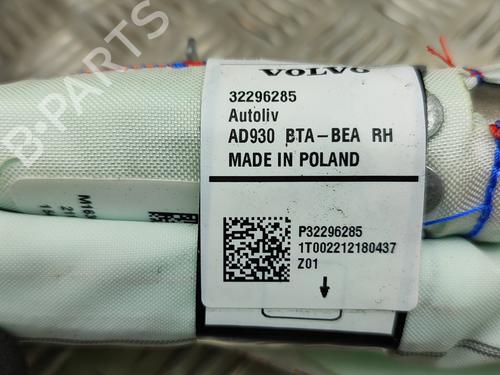 VOLVO
32296285
Autoliv
AD930 BTA-BEA RH
MADE IN POLAND
P32296285
1T002212180437
Z01
B-PARTS